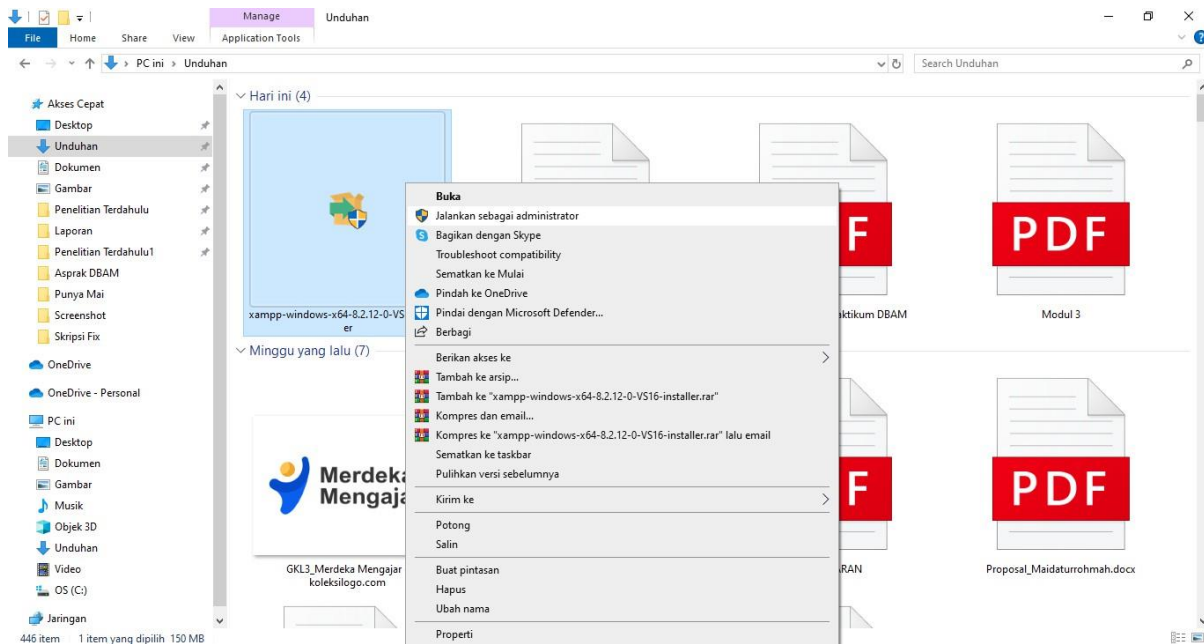 Manage
Unduhan
File
Home
Share
View
Application Tools
PC ini
Unduhan
Search Unduhan
Akses Cepat
Desktop
Unduhan
Dokumen
Gambar
Penelitian Terdahulu
Laporan
Penelitian Terdahulu1
Asprak DBAM
Punya Mai
Screenshot
Skripsi Fix
OneDrive
OneDrive - Personal
PC ini
Desktop
Dokumen
Gambar
Musik
Objek 3D
Unduhan
Video
OS (C:)
Jaringan
446 item 1 item yang dipilih 150 MB
Hari ini (4)
xampp-windows-x64-8.2.12-0-VS
er
F
aktikum DBAM
PDF
Modul 3
Minggu yang lalu (7)
Merdeka
Mengaja
GKL3_Merdeka Mengajar
koleksilogo.com
F
RAN
PDF
Proposal_Maidaturrohmah.docx
Buka
Jalankan sebagai administrator
Bagikan dengan Skype
Troubleshoot compatibility
Sematkan ke Mulai
Pindah ke OneDrive
Pindai dengan Microsoft Defender...
Berbagi
Berikan akses ke
Tambah ke arsip...
Tambah ke "xampp-windows-x64-8.2.12-0-VS16-installer.rar"
Kompres dan email...
Kompres ke "xampp-windows-x64-8.2.12-0-VS16-installer.rar" lalu email
Sematkan ke taskbar
Pulihkan versi sebelumnya
Kirim ke
Potong
Salin
Buat pintasan
Hapus
Ubah nama
Properti